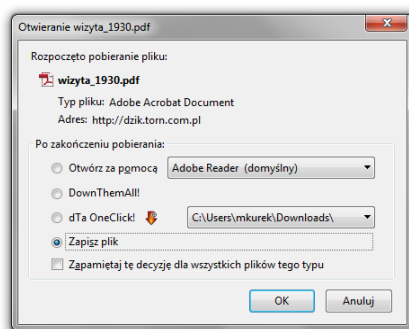 Otwieranie wizyta_1930.pdf
Rozpoczęto pobieranie pliku:
wizyta_1930.pdf
Typ pliku: Adobe Acrobat Document
Adres: http://dzik.torn.com.pl
Po zakończeniu pobierania:
Otwórz za pomocą Adobe Reader (domyślny)
DownThemAll!
dTa OneClick! C:\Users\mkurek\Downloads\
Zapisz plik
Zapamiętaj tę decyzję dla wszystkich plików tego typu
OK Anuluj